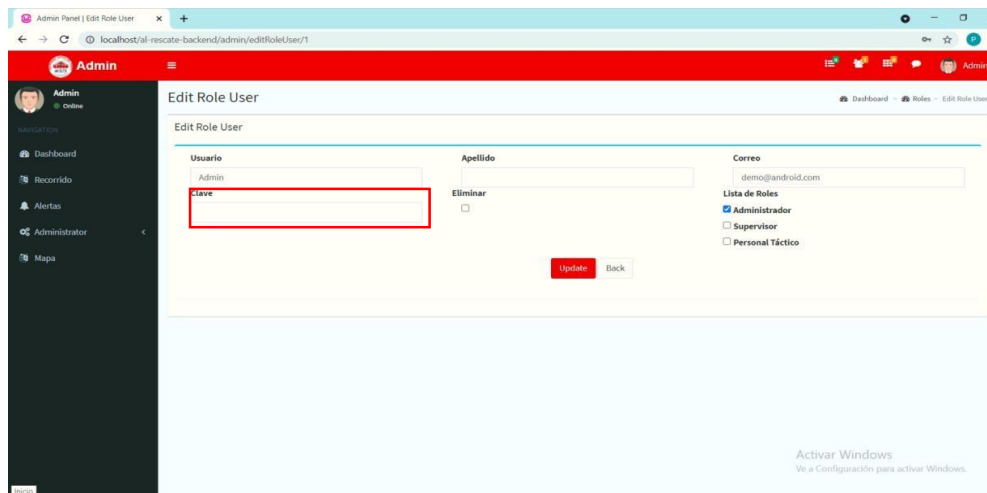 Admin Panel | Edit Role User
localhost/al-rescate-backend/admin/editRoleUser/1
P
Admin
Admin
Admin
Online
Edit Role User
Dashboard - Roles - Edit Role User
NAVIGATION
Edit Role User
Dashboard
Recorrido
Alertas
Administrator
Mapa
Usuario Apellido Correo
Admin demo@android.com
Clave Eliminar Lista de Roles
Administrador
Supervisor
Personal Táctico
Update Back
Activar Windows
Ve a Configuración para activar Windows.
Inicio